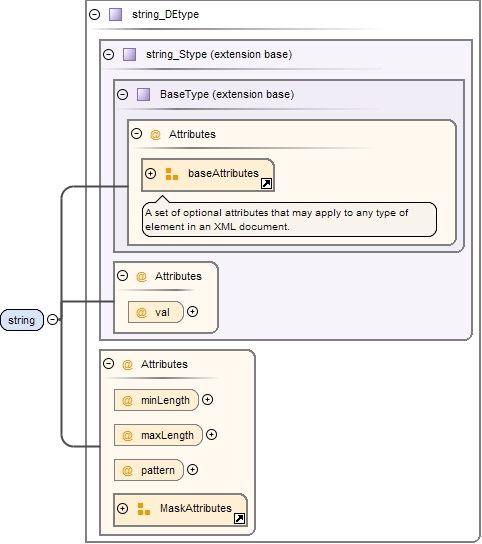 string_DEtype
string_Stype (extension base)
BaseType (extension base)
@ Attributes
baseAttributes
A set of optional attributes that may apply to any type of
element in an XML document.
@ Attributes
@ val
string
@ Attributes
@ minLength
@ maxLength
@ pattern
MaskAttributes